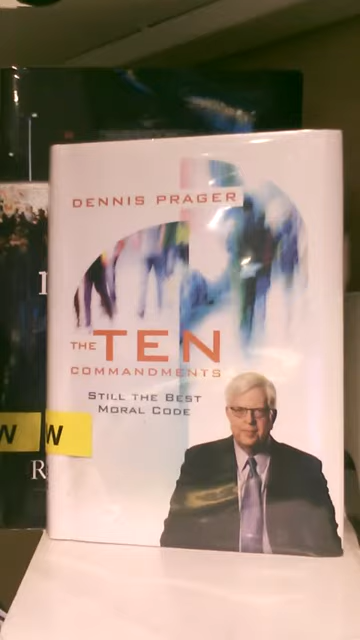 DENNIS PRAGER
THE TEN
COMMANDMENTS
STILL THE BEST
MORAL CODE
W
W
R